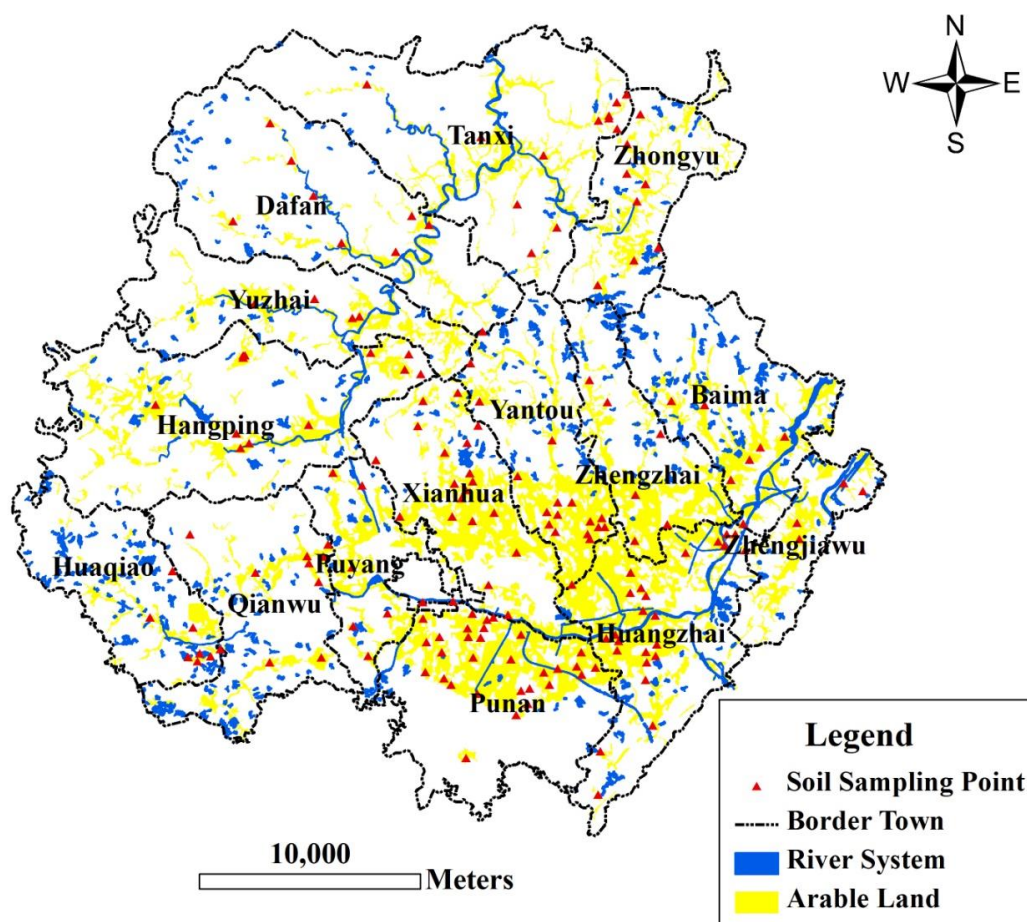 N
W E
S
Tanxi
Zhongyu
Dafan
Yuzhai
Baima
Hangping
Yantou
Zhengzhai
Xianhua
Zhengjiawu
Huaqiao
Fuyang
Qianwu
Huangzhai
Punan
Legend
Soil Sampling Point
Border Town
River System
Arable Land
10,000
Meters